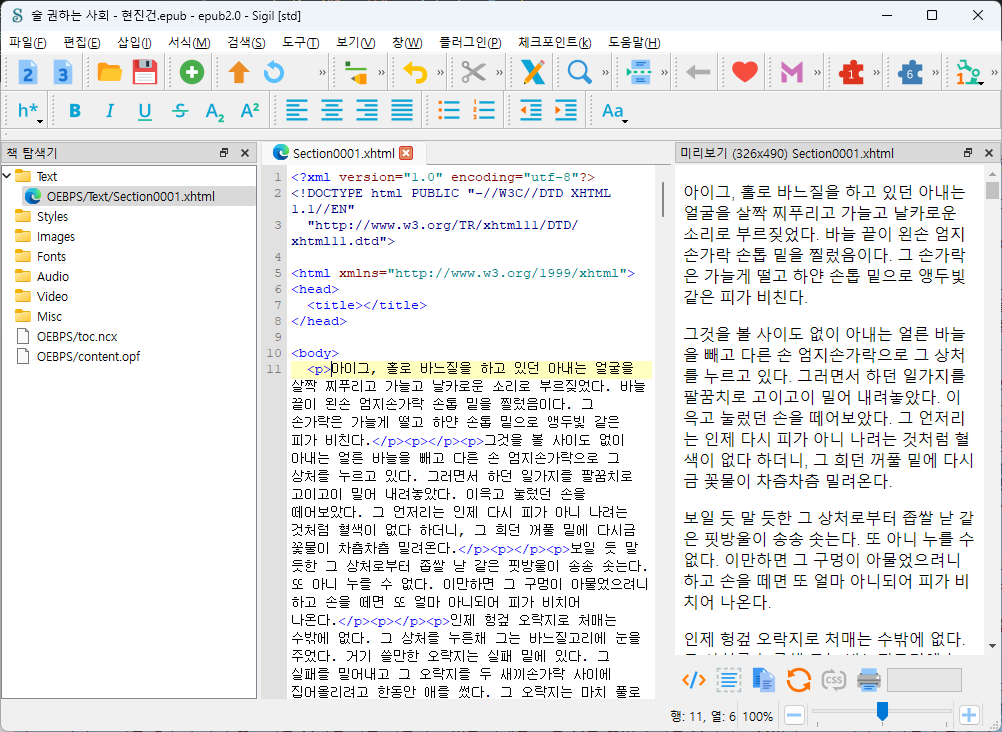 술 권하는 사회 - 현진건.epub - epub2.0 - Sigil [std]
파일(F) 편집(E) 삽입(I) 서식(M) 검색(S) 도구(T) 보기(V) 창(W) 플러그인(P) 체크포인트(k) 도움말(H)
2 3 1 6
h* B I U S A2 A² Aa
책 탐색기
Text
OEBPS/Text/Section0001.xhtml
Styles
Images
Fonts
Audio
Video
Misc
OEBPS/toc.ncx
OEBPS/content.opf
Section0001.xhtml
1 <?xml version="1.0" encoding="utf-8"?>
2 <!DOCTYPE html PUBLIC "-//W3C//DTD XHTML
1.1//EN"
3 "http://www.w3.org/TR/xhtml11/DTD/
xhtml11.dtd">
4
5 <html xmlns="http://www.w3.org/1999/xhtml">
6 <head>
7 <title></title>
8 </head>
9
10 <body>
11 <p>아이그, 홀로 바느질을 하고 있던 아내는 얼굴을
살짝 찌푸리고 가늘고 날카로운 소리로 부르짖었다. 바늘
끝이 왼손 엄지손가락 손톱 밑을 찔렀음이다. 그
손가락은 가늘게 떨고 하얀 손톱 밑으로 앵두빛 같은
피가 비친다.</p><p></p><p>그것을 볼 사이도 없이
아내는 얼른 바늘을 빼고 다른 손 엄지손가락으로 그
상처를 누르고 있다. 그러면서 하던 일가지를 팔꿈치로
고이고이 밀어 내려놓았다. 이윽고 눌렀던 손을
떼어보았다. 그 언저리는 인제 다시 피가 아니 나려는
것처럼 혈색이 없다 하더니, 그 희던 꺼풀 밑에 다시금
꽃물이 차츰차츰 밀려온다.</p><p></p><p>보일 듯 말
듯한 그 상처로부터 좁쌀 낟 같은 핏방울이 송송 솟는다.
또 아니 누를 수 없다. 이만하면 그 구멍이 아물었으려니
하고 손을 떼면 또 얼마 아니되어 피가 비치어
나온다.</p><p></p><p>인제 헝겊 오락지로 처매는
수밖에 없다. 그 상처를 누른채 그는 바느질고리에 눈을
주었다. 거기 쓸만한 오락지는 실패 밑에 있다. 그
실패를 밀어내고 그 오락지를 두 새끼손가락 사이에
집어올리려고 한동안 애를 썼다. 그 오락지는 마치 풀로
미리보기 (326x490) Section0001.xhtml
아이그, 홀로 바느질을 하고 있던 아내는
얼굴을 살짝 찌푸리고 가늘고 날카로운
소리로 부르짖었다. 바늘 끝이 왼손 엄지
손가락 손톱 밑을 찔렀음이다. 그 손가락
은 가늘게 떨고 하얀 손톱 밑으로 앵두빛
같은 피가 비친다.
그것을 볼 사이도 없이 아내는 얼른 바늘
을 빼고 다른 손 엄지손가락으로 그 상처
를 누르고 있다. 그러면서 하던 일가지를
팔꿈치로 고이고이 밀어 내려놓았다. 이
윽고 눌렀던 손을 떼어보았다. 그 언저리
는 인제 다시 피가 아니 나려는 것처럼 혈
색이 없다 하더니, 그 희던 꺼풀 밑에 다시
금 꽃물이 차츰차츰 밀려온다.
보일 듯 말 듯한 그 상처로부터 좁쌀 낟 같
은 핏방울이 송송 솟는다. 또 아니 누를 수
없다. 이만하면 그 구멍이 아물었으려니
하고 손을 떼면 또 얼마 아니되어 피가 비
치어 나온다.
인제 헝겊 오락지로 처매는 수밖에 없다.
CSS
행: 11, 열: 6 100%